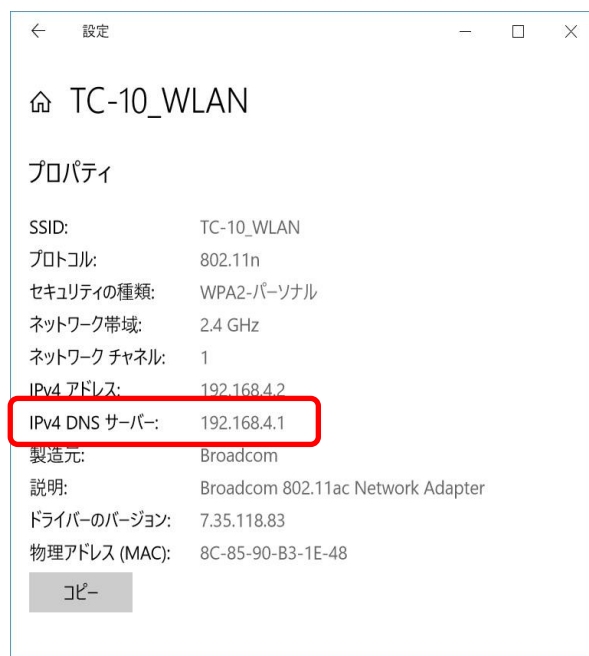 設定
TC-10_WLAN
プロパティ
SSID: TC-10_WLAN
プロトコル: 802.11n
セキュリティの種類: WPA2-パーソナル
ネットワーク帯域: 2.4 GHz
ネットワーク チャネル: 1
IPv4 アドレス: 192.168.4.2
IPv4 DNS サーバー: 192.168.4.1
製造元: Broadcom
説明: Broadcom 802.11ac Network Adapter
ドライバーのバージョン: 7.35.118.83
物理アドレス (MAC): 8C-85-90-B3-1E-48
コピー